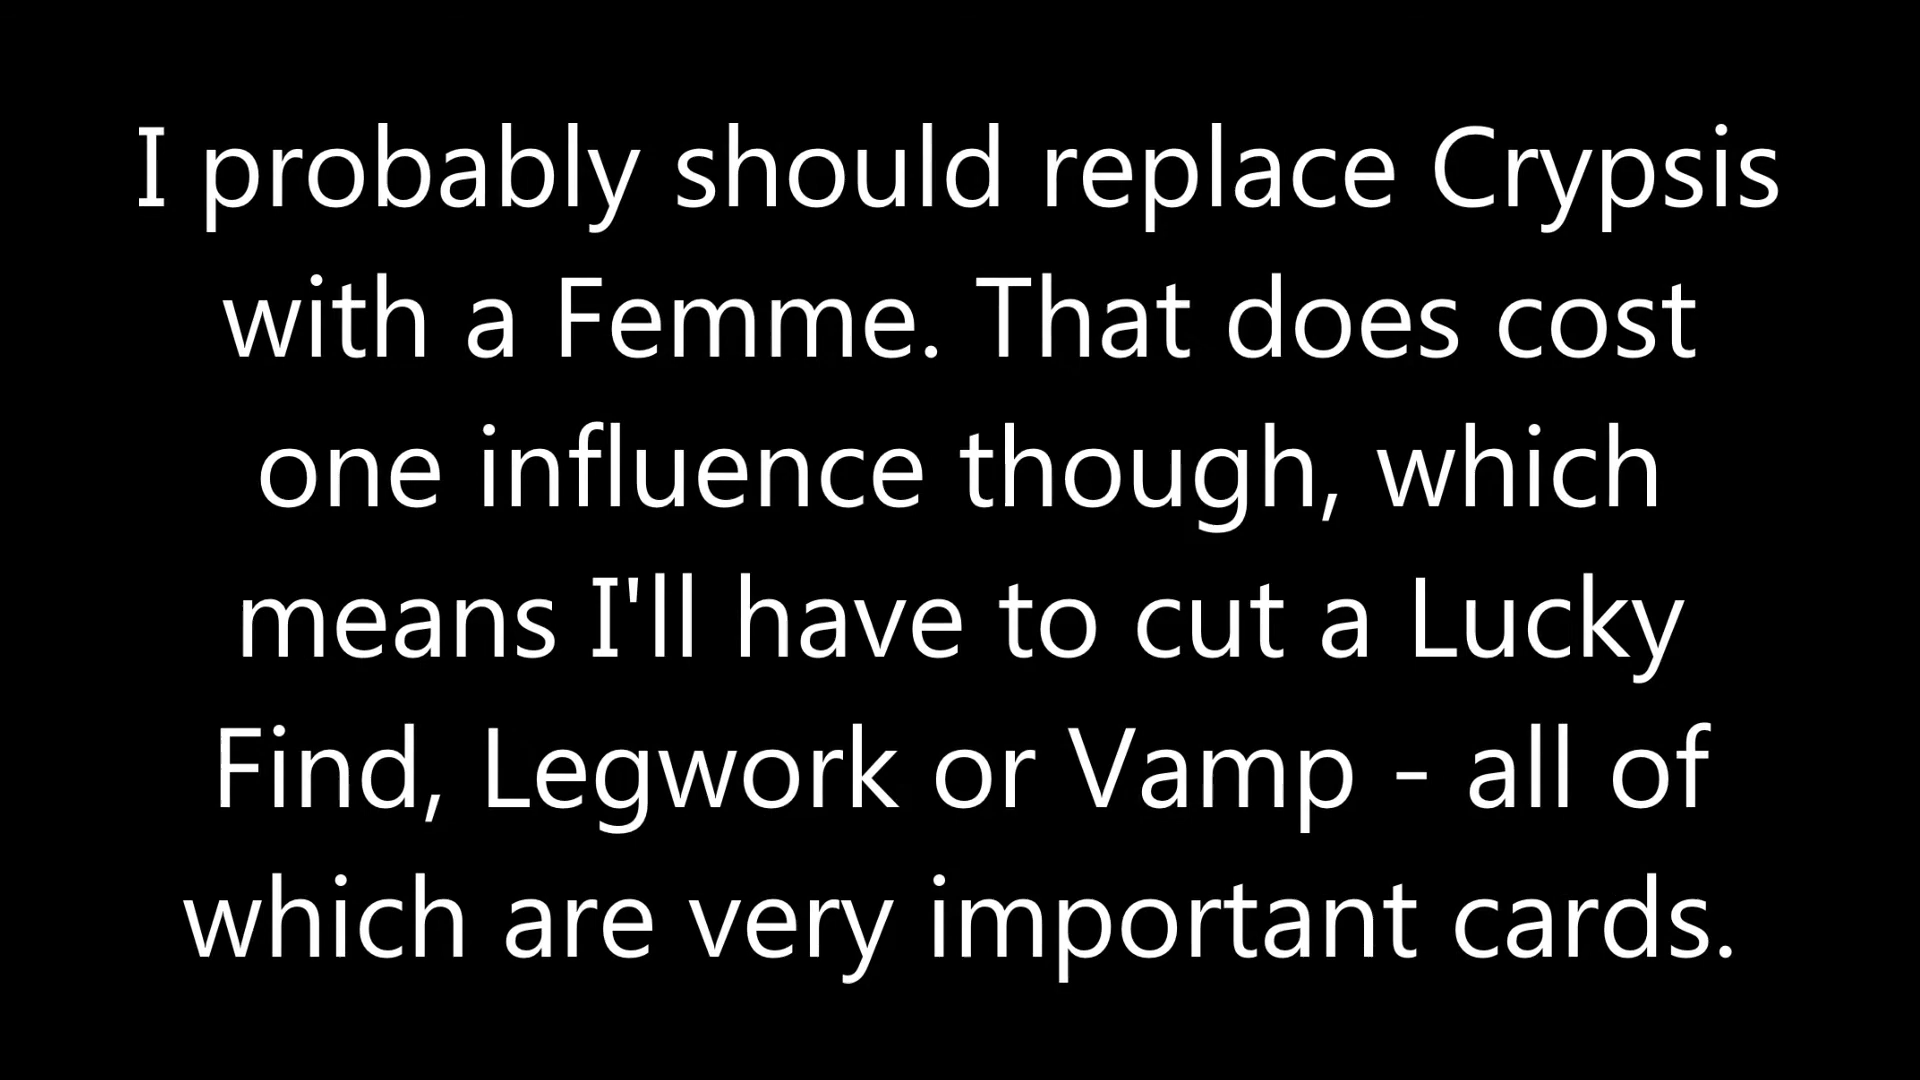 I probably should replace Crypsis
with a Femme. That does cost
one influence though, which
means I'll have to cut a Lucky
Find, Legwork or Vamp - all of
which are very important cards.